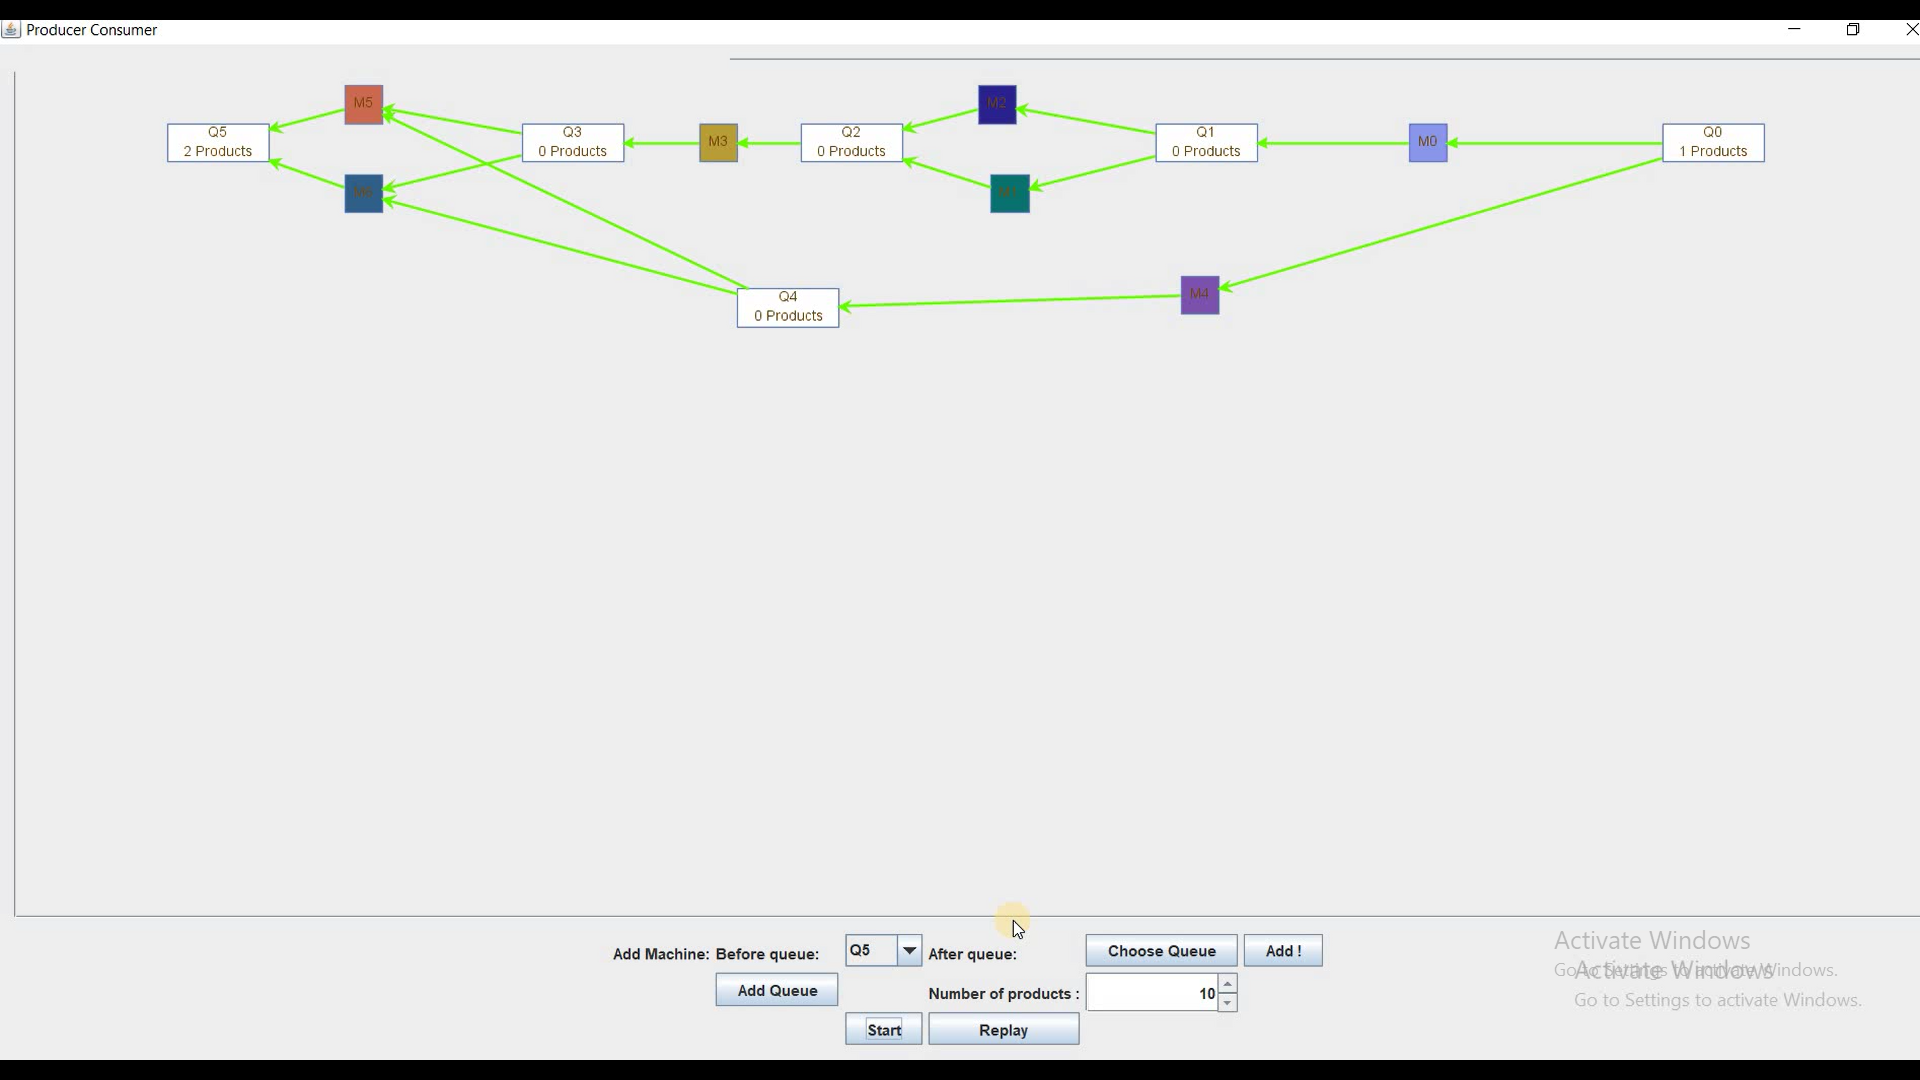 Producer Consumer
M5
M2
Q5
2 Products
Q3
0 Products
M3
Q2
0 Products
Q1
0 Products
M0
Q0
1 Products
M6
M1
Q4
0 Products
M4
Add Machine: Before queue:
Q5
After queue:
Choose Queue
Add !
Add Queue
Number of products :
10
Start
Replay
Activate Windows
Go to Settings to activate Windows.
Activate Windows
Go to Settings to activate Windows.